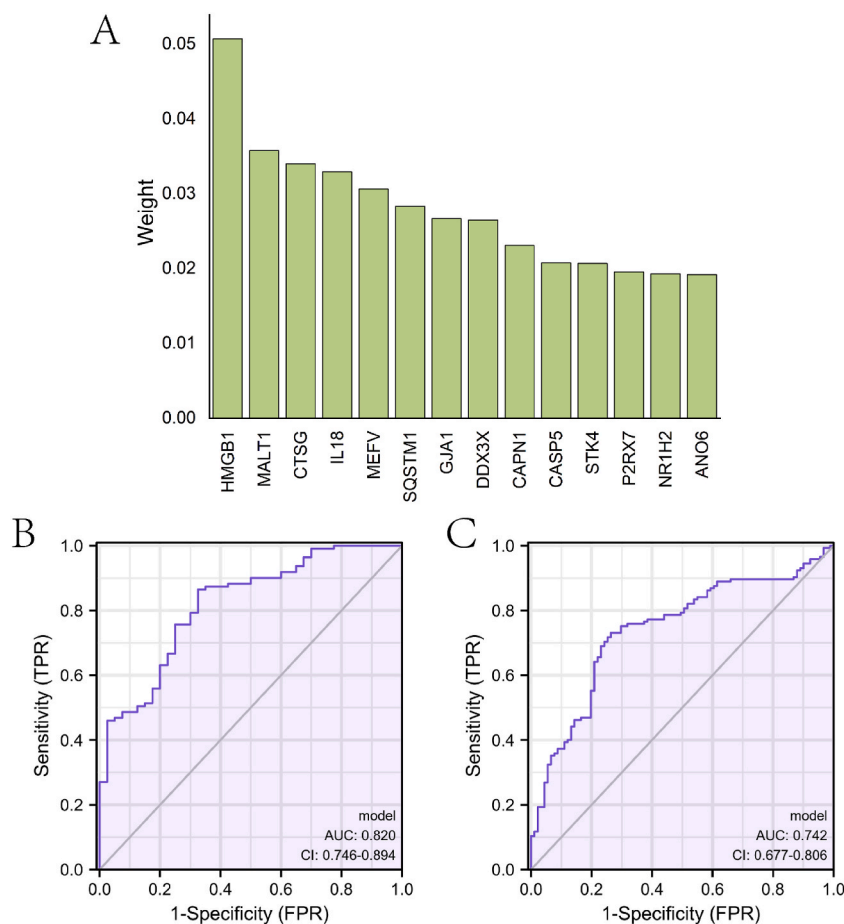 A
Weight
0.05
0.04
0.03
0.02
0.01
0.00
HMGB1
MALT1
CTSG
IL18
MEFV
SQSTM1
GJA1
DDX3X
CAPN1
CASP5
STK4
P2RX7
NR1H2
ANO6
B
Sensitivity (TPR)
1.0
0.8
0.6
0.4
0.2
0.0
model
AUC: 0.820
CI: 0.746-0.894
0.0 0.2 0.4 0.6 0.8 1.0
1-Specificity (FPR)
C
Sensitivity (TPR)
1.0
0.8
0.6
0.4
0.2
0.0
model
AUC: 0.742
CI: 0.677-0.806
0.0 0.2 0.4 0.6 0.8 1.0
1-Specificity (FPR)